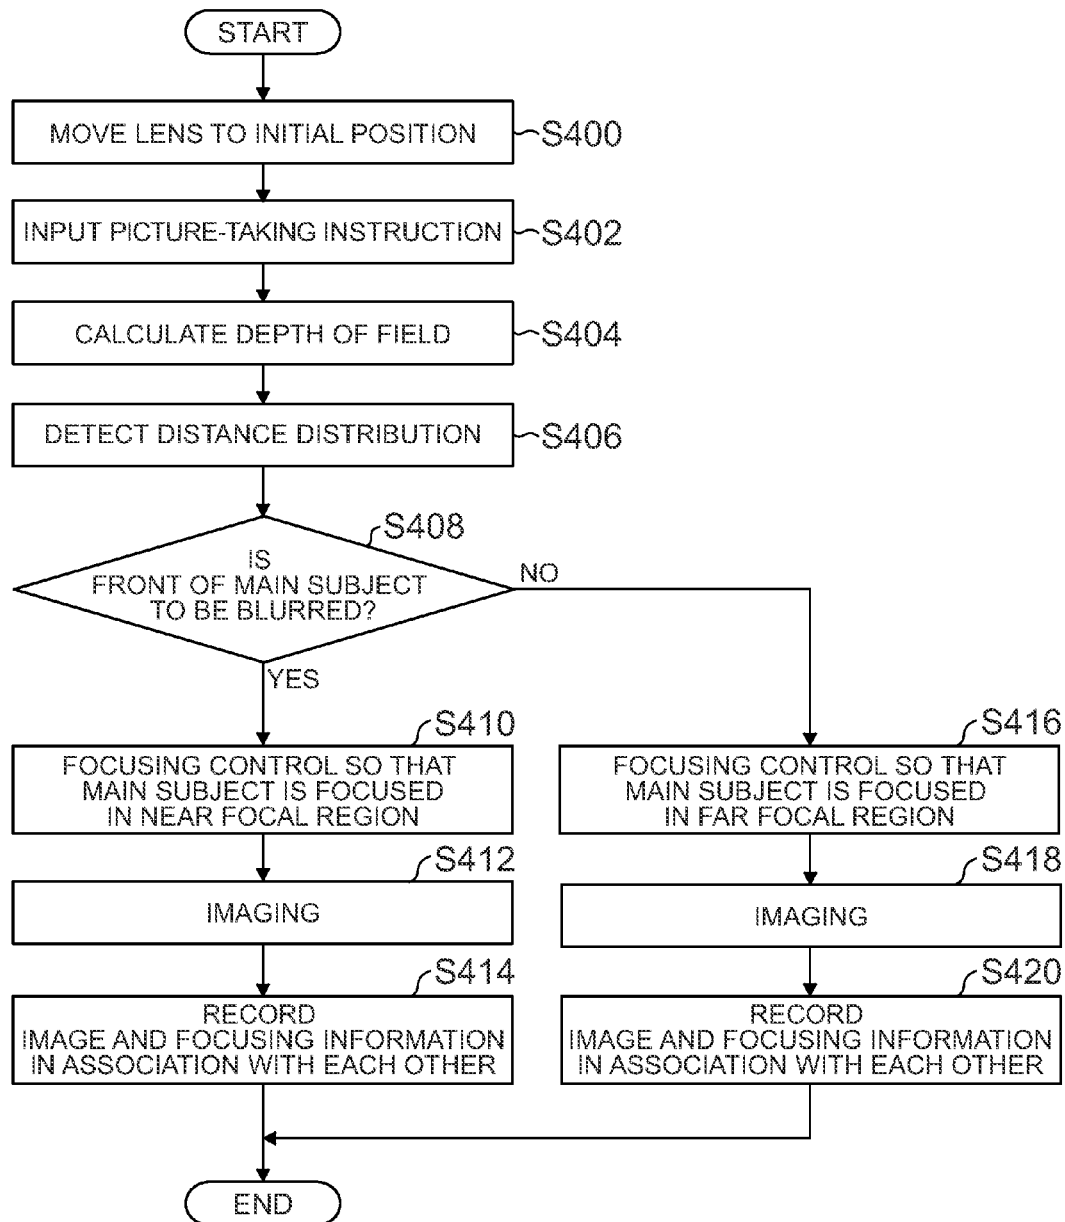 START
MOVE LENS TO INITIAL POSITION
S400
INPUT PICTURE-TAKING INSTRUCTION
S402
CALCULATE DEPTH OF FIELD
S404
DETECT DISTANCE DISTRIBUTION
S406
S408
IS
FRONT OF MAIN SUBJECT
TO BE BLURRED?
NO
YES
S410
FOCUSING CONTROL SO THAT
MAIN SUBJECT IS FOCUSED
IN NEAR FOCAL REGION
S412
IMAGING
S414
RECORD
IMAGE AND FOCUSING INFORMATION
IN ASSOCIATION WITH EACH OTHER
S416
FOCUSING CONTROL SO THAT
MAIN SUBJECT IS FOCUSED
IN FAR FOCAL REGION
S418
IMAGING
S420
RECORD
IMAGE AND FOCUSING INFORMATION
IN ASSOCIATION WITH EACH OTHER
END